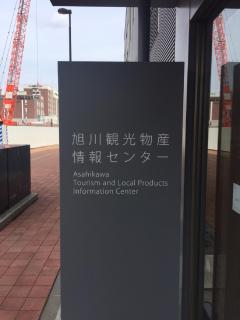 旭川観光物産
情報センター
Asahikawa
Tourism and Local Products
Information Center